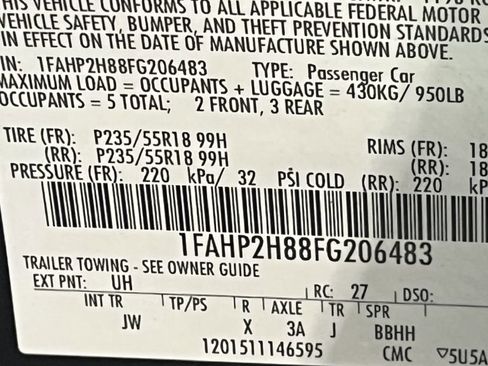 THIS VEHICLE CONFORMS TO ALL APPLICABLE FEDERAL MOTOR
VEHICLE SAFETY, BUMPER, AND THEFT PREVENTION STANDARDS
IN EFFECT ON THE DATE OF MANUFACTURE SHOWN ABOVE.
VIN: 1FAHP2H88FG206483 TYPE: Passenger Car
MAXIMUM LOAD = OCCUPANTS + LUGGAGE = 430KG/ 950LB
OCCUPANTS = 5 TOTAL; 2 FRONT, 3 REAR
TIRE (FR): P235/55R18 99H RIMS (FR): 18
(RR): P235/55R18 99H (RR): 18
PRESSURE (FR): 220 kPa/ 32 PSI COLD (RR): 220 kP
1FAHP2H88FG206483
TRAILER TOWING - SEE OWNER GUIDE
EXT PNT: UH RC: 27 DSO:
INT TR TP/PS R AXLE TR SPR
JW X 3A J BBHH
1201511146595 CMC ▽5U5A